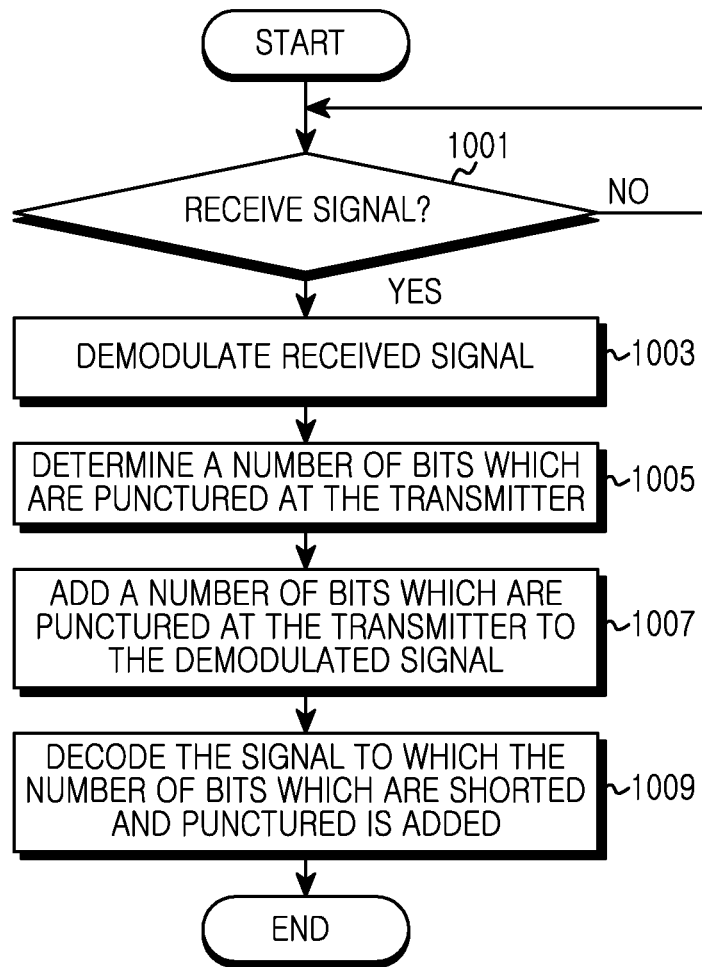 START
1001
RECEIVE SIGNAL?
NO
YES
DEMODULATE RECEIVED SIGNAL
1003
DETERMINE A NUMBER OF BITS WHICH
ARE PUNCTURED AT THE TRANSMITTER
1005
ADD A NUMBER OF BITS WHICH ARE
PUNCTURED AT THE TRANSMITTER TO
THE DEMODULATED SIGNAL
1007
DECODE THE SIGNAL TO WHICH THE
NUMBER OF BITS WHICH ARE SHORTED
AND PUNCTURED IS ADDED
1009
END